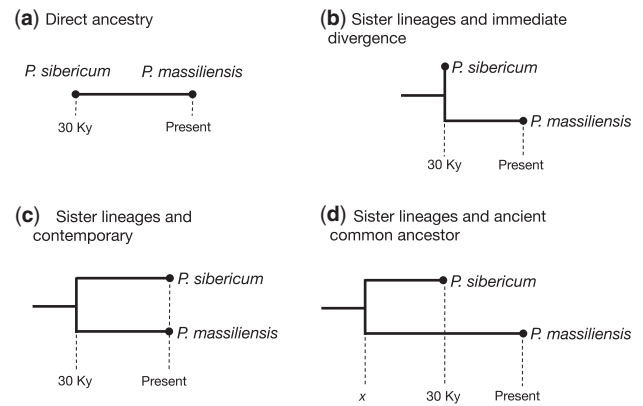 (a) Direct ancestry
P. sibericum P. massiliensis
30 Ky Present
(b) Sister lineages and immediate
divergence
P. sibericum
P. massiliensis
30 Ky Present
(c) Sister lineages and
contemporary
P. sibericum
P. massiliensis
30 Ky Present
(d) Sister lineages and ancient
common ancestor
P. sibericum
P. massiliensis
x 30 Ky Present